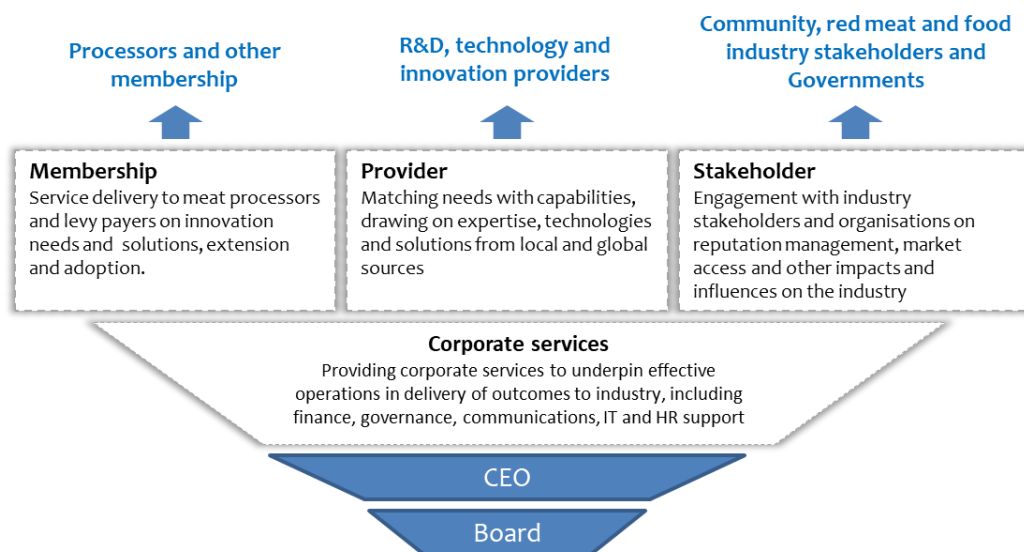 Processors and other
membership
R&D, technology and
innovation providers
Community, red meat and food
industry stakeholders and
Governments
Membership
Service delivery to meat processors
and levy payers on innovation
needs and solutions, extension
and adoption.
Provider
Matching needs with capabilities,
drawing on expertise, technologies
and solutions from local and global
sources
Stakeholder
Engagement with industry
stakeholders and organisations on
reputation management, market
access and other impacts and
influences on the industry
Corporate services
Providing corporate services to underpin effective
operations in delivery of outcomes to industry, including
finance, governance, communications, IT and HR support
CEO
Board